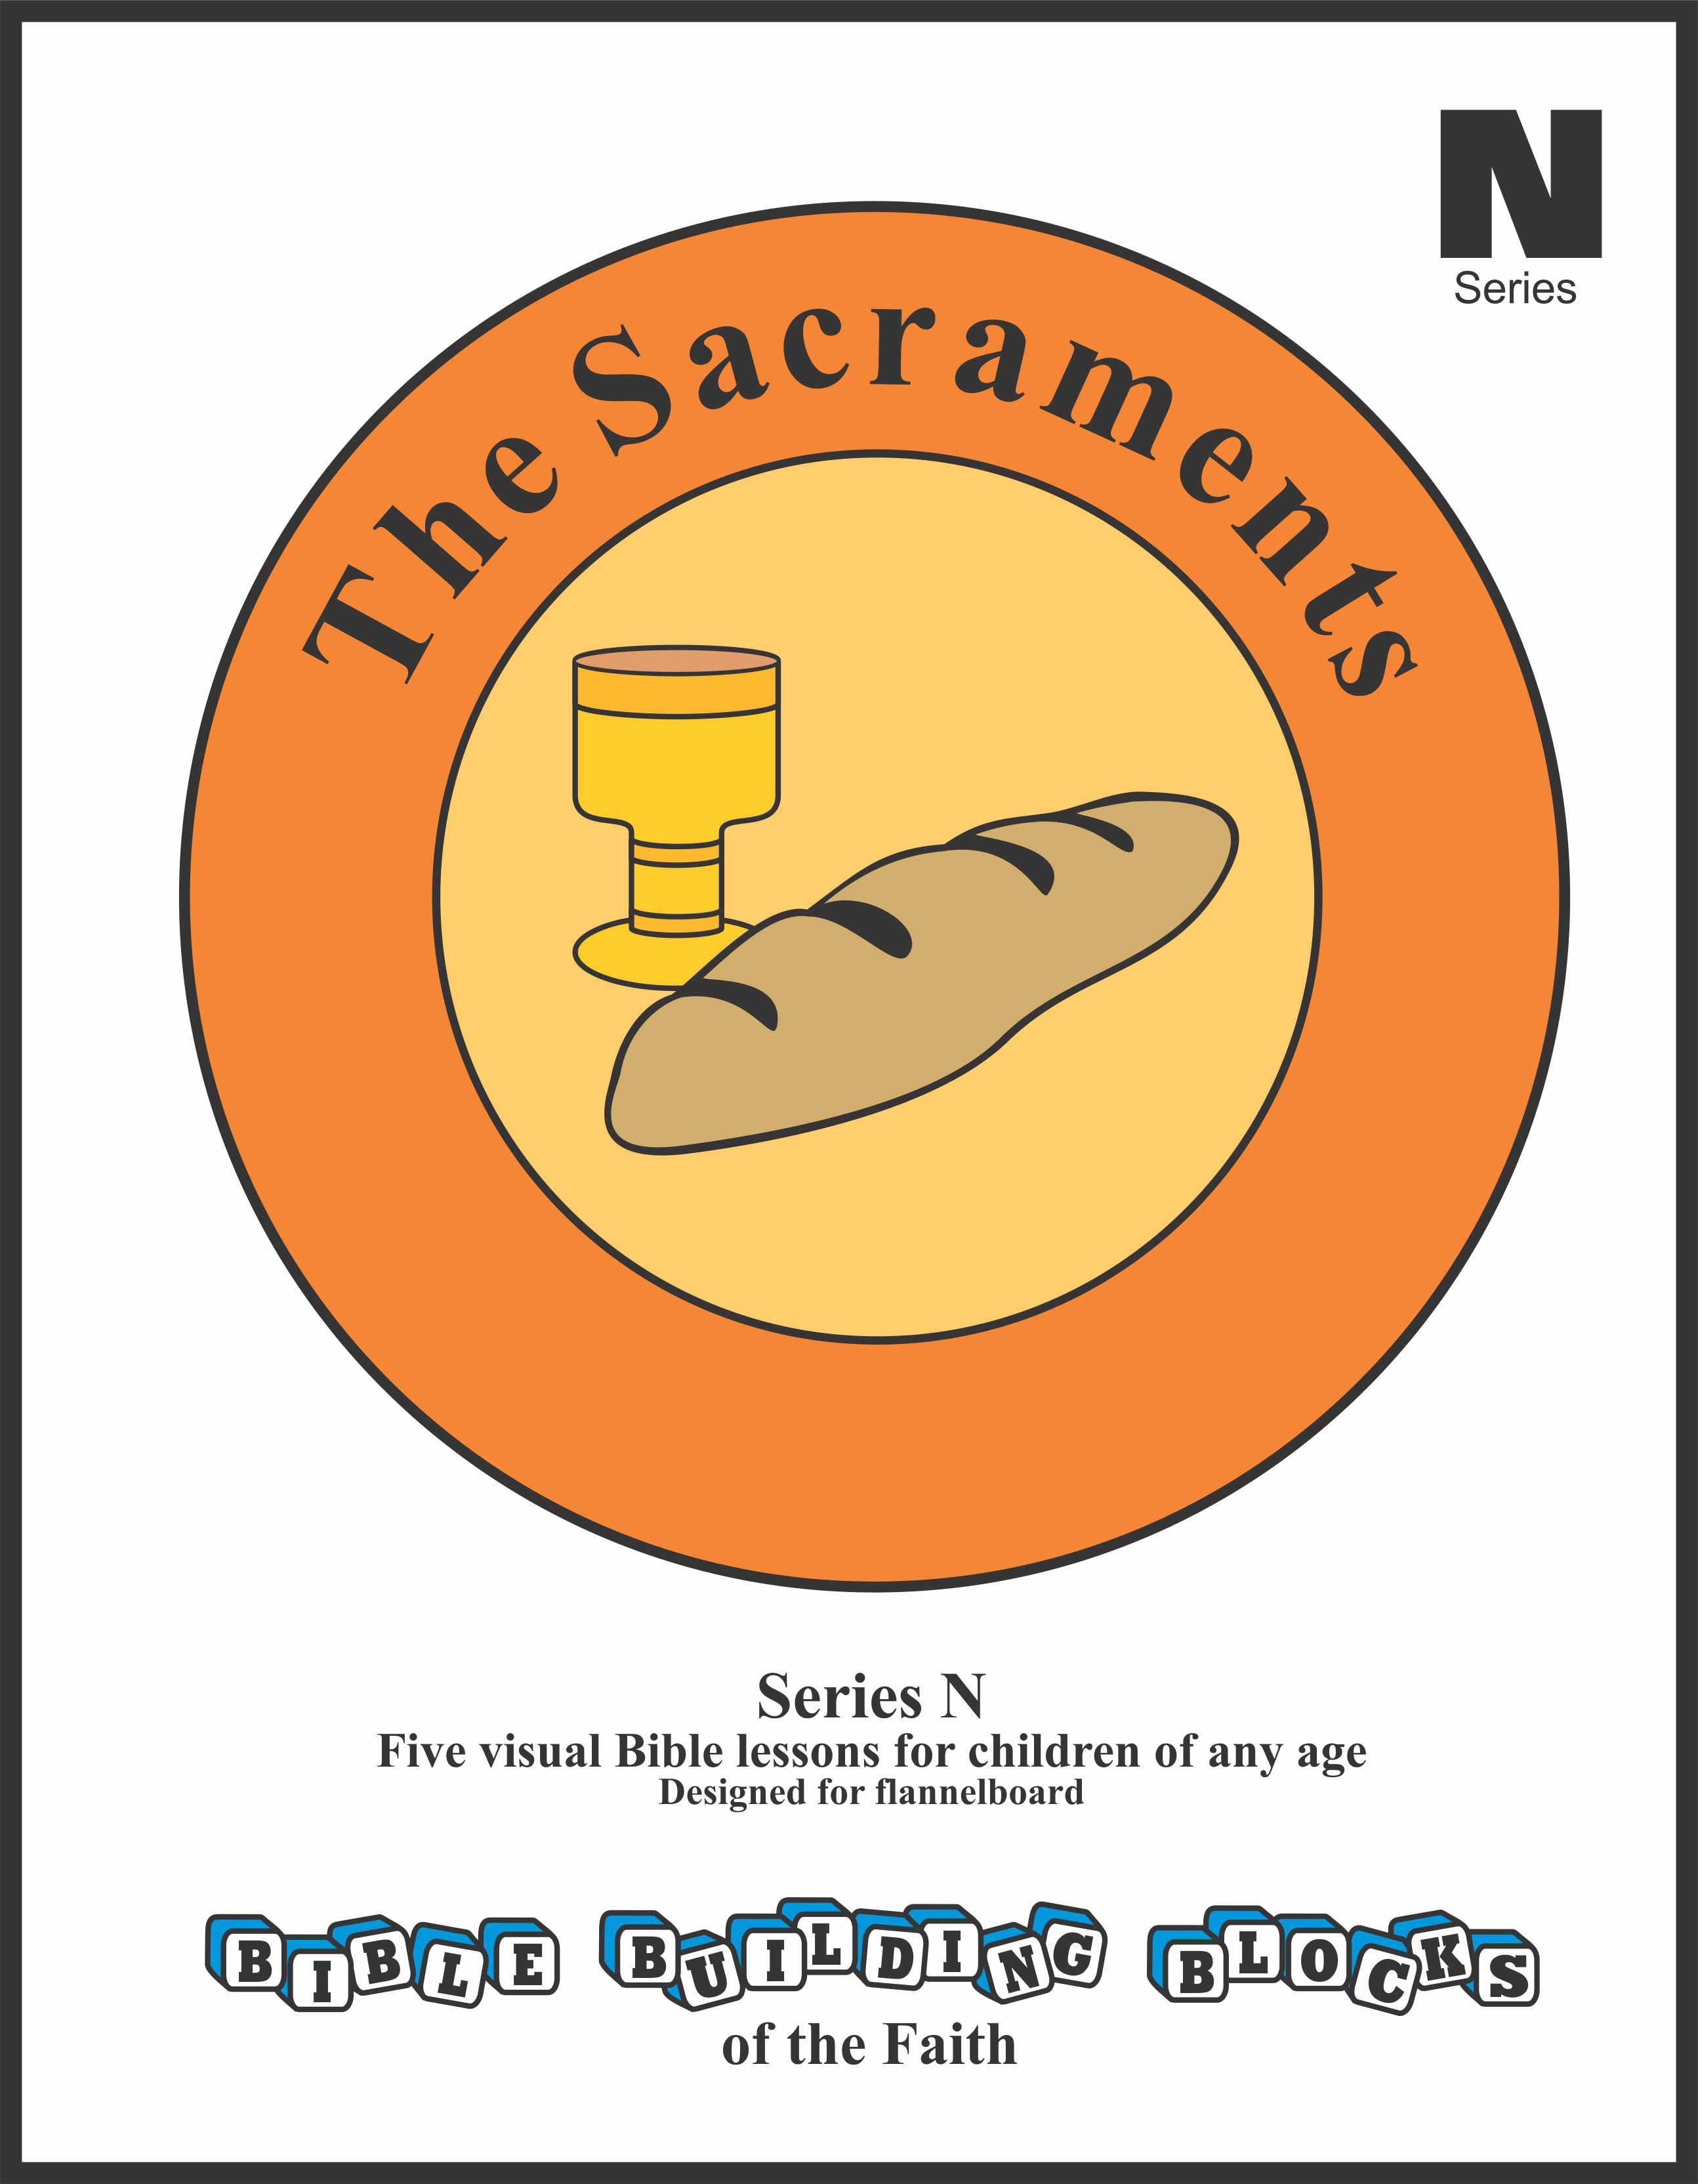 N
Series
The Sacraments
Series N
Five visual Bible lessons for children of any age
Designed for flannelboard
BIBLE BUILDING BLOCKS
of the Faith